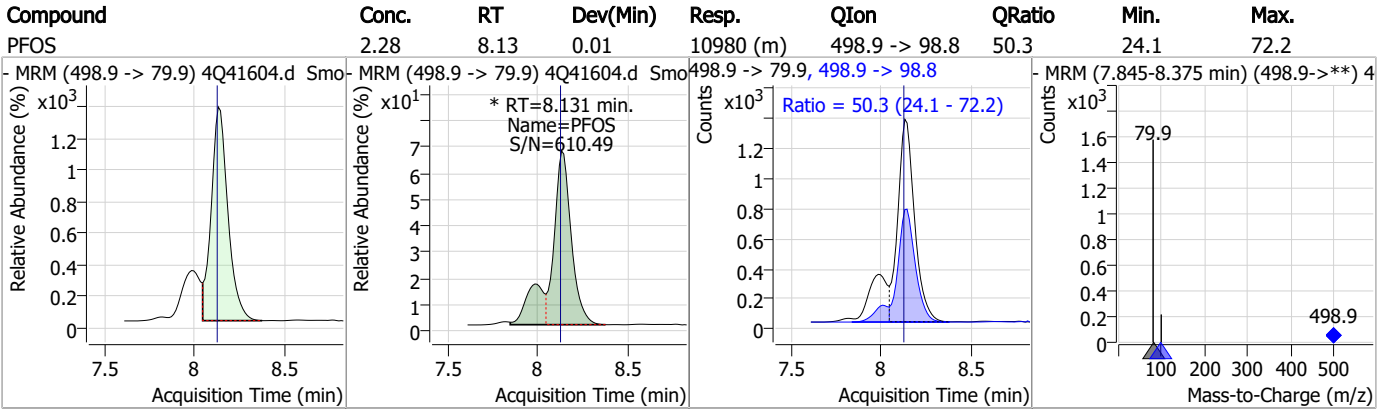 Compound Conc. RT Dev(Min) Resp. QIon QRatio Min. Max.
PFOS 2.28 8.13 0.01 10980 (m) 498.9 -> 98.8 50.3 24.1 72.2
- MRM (498.9 -> 79.9) 4Q41604.d Smo
Relative Abundance (%)
x10³
1.2
1
0.8
0.6
0.4
0.2
0
7.5 8 8.5
Acquisition Time (min)
- MRM (498.9 -> 79.9) 4Q41604.d Smo
Relative Abundance (%)
x10¹
* RT=8.131 min.
Name=PFOS
S/N=610.49
7
6
5
4
3
2
1
0
7.5 8 8.5
Acquisition Time (min)
498.9 -> 79.9, 498.9 -> 98.8
Counts
x10³
Ratio = 50.3 (24.1 - 72.2)
1.2
1
0.8
0.6
0.4
0.2
0
7.5 8 8.5
Acquisition Time (min)
- MRM (7.845-8.375 min) (498.9->**) 4
Counts
x10³
79.9
1.6
1.4
1.2
1
0.8
0.6
0.4
0.2
0
498.9
100 200 300 400 500
Mass-to-Charge (m/z)